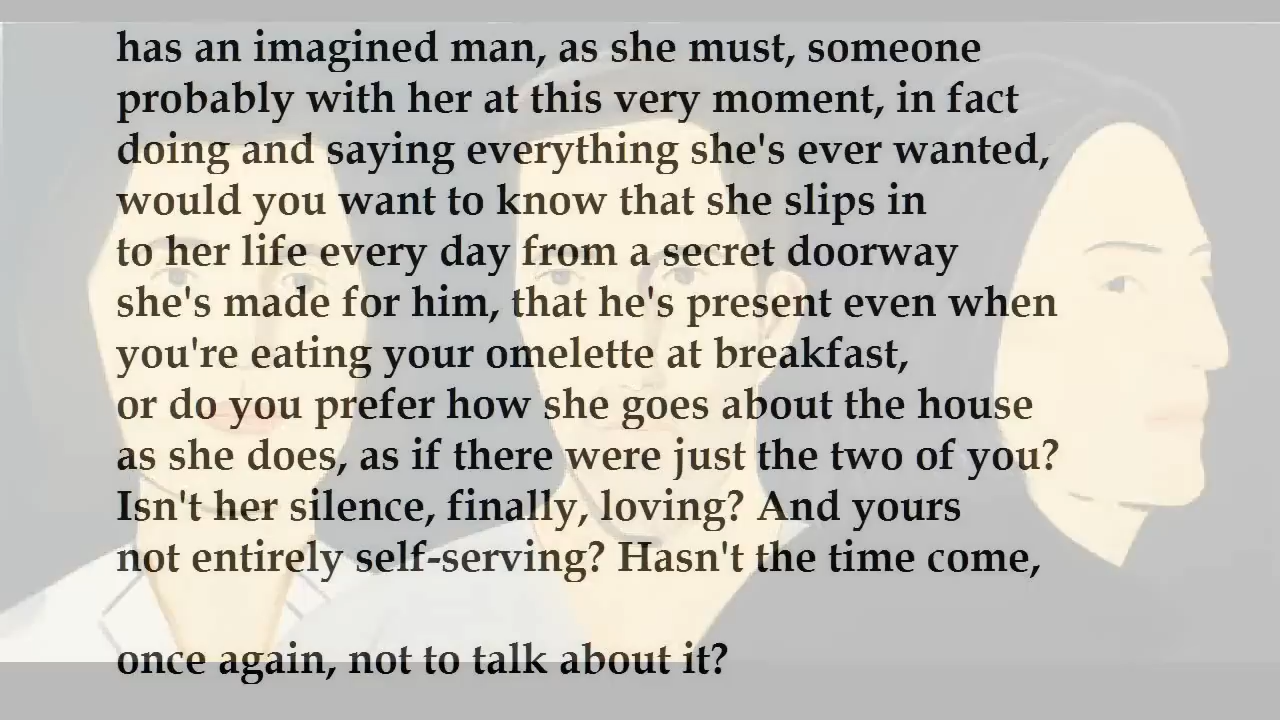 has an imagined man, as she must, someone
probably with her at this very moment, in fact
doing and saying everything she's ever wanted,
would you want to know that she slips in
to her life every day from a secret doorway
she's made for him, that he's present even when
you're eating your omelette at breakfast,
or do you prefer how she goes about the house
as she does, as if there were just the two of you?
Isn't her silence, finally, loving? And yours
not entirely self-serving? Hasn't the time come,
once again, not to talk about it?